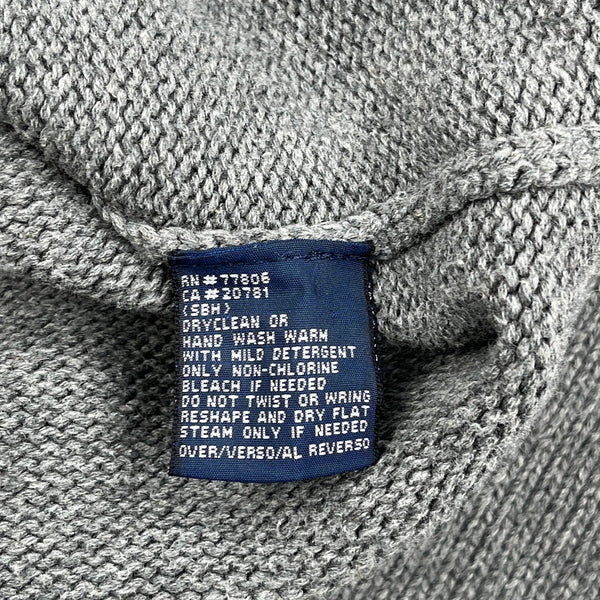 RN#77806
CA#20781
(SBH)
DRYCLEAN OR
HAND WASH WARM
WITH MILD DETERGENT
ONLY NON-CHLORINE
BLEACH IF NEEDED
DO NOT TWIST OR WRING
RESHAPE AND DRY FLAT
STEAM ONLY IF NEEDED
OVER/VERSO/AL REVERSO